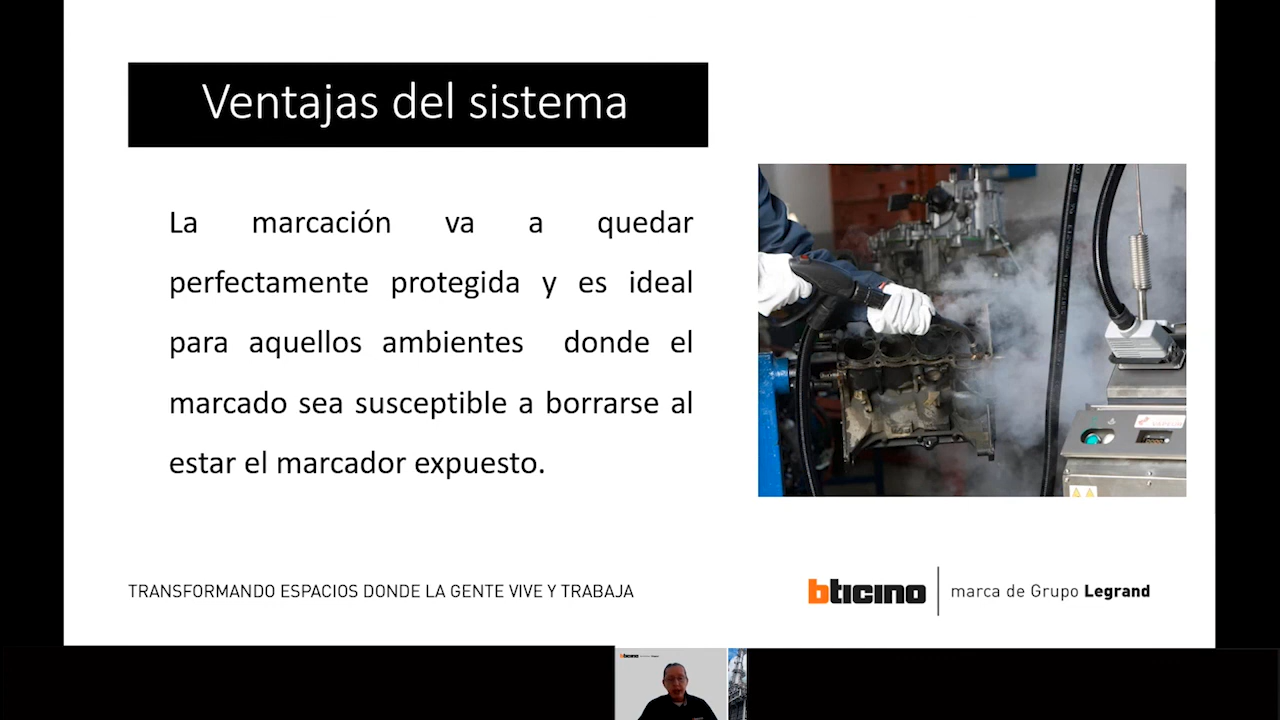 Ventajas del sistema
La marcación va a quedar
perfectamente protegida y es ideal
para aquellos ambientes donde el
marcado sea susceptible a borrarse al
estar el marcador expuesto.
TRANSFORMANDO ESPACIOS DONDE LA GENTE VIVE Y TRABAJA
bticino marca de Grupo Legrand
bticino